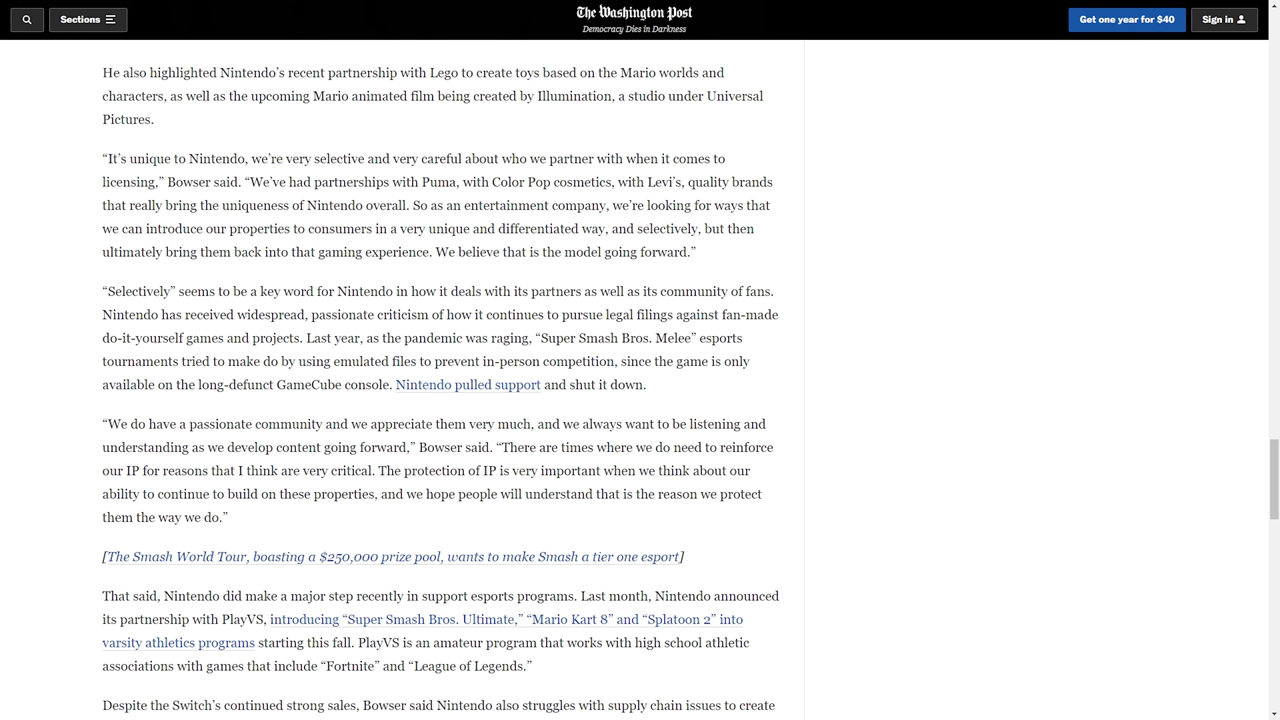 Sections
The Washington Post
Democracy Dies in Darkness
Get one year for $40
Sign in
He also highlighted Nintendo’s recent partnership with Lego to create toys based on the Mario worlds and
characters, as well as the upcoming Mario animated film being created by Illumination, a studio under Universal
Pictures.
“It’s unique to Nintendo, we’re very selective and very careful about who we partner with when it comes to
licensing,” Bowser said. “We’ve had partnerships with Puma, with Color Pop cosmetics, with Levi’s, quality brands
that really bring the uniqueness of Nintendo overall. So as an entertainment company, we’re looking for ways that
we can introduce our properties to consumers in a very unique and differentiated way, and selectively, but then
ultimately bring them back into that gaming experience. We believe that is the model going forward.”
“Selectively” seems to be a key word for Nintendo in how it deals with its partners as well as its community of fans.
Nintendo has received widespread, passionate criticism of how it continues to pursue legal filings against fan-made
do-it-yourself games and projects. Last year, as the pandemic was raging, “Super Smash Bros. Melee” esports
tournaments tried to make do by using emulated files to prevent in-person competition, since the game is only
available on the long-defunct GameCube console. Nintendo pulled support and shut it down.
“We do have a passionate community and we appreciate them very much, and we always want to be listening and
understanding as we develop content going forward,” Bowser said. “There are times where we do need to reinforce
our IP for reasons that I think are very critical. The protection of IP is very important when we think about our
ability to continue to build on these properties, and we hope people will understand that is the reason we protect
them the way we do.”
[The Smash World Tour, boasting a $250,000 prize pool, wants to make Smash a tier one esport]
That said, Nintendo did make a major step recently in support esports programs. Last month, Nintendo announced
its partnership with PlayVS, introducing “Super Smash Bros. Ultimate,” “Mario Kart 8” and “Splatoon 2” into
varsity athletics programs starting this fall. PlayVS is an amateur program that works with high school athletic
associations with games that include “Fortnite” and “League of Legends.”
Despite the Switch’s continued strong sales, Bowser said Nintendo also struggles with supply chain issues to create